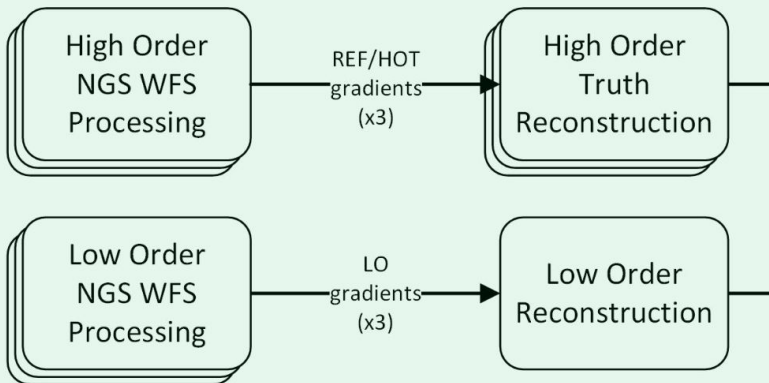 High Order
NGS WFS
Processing
REF/HOT
gradients
(x3)
High Order
Truth
Reconstruction
Low Order
NGS WFS
Processing
LO
gradients
(x3)
Low Order
Reconstruction